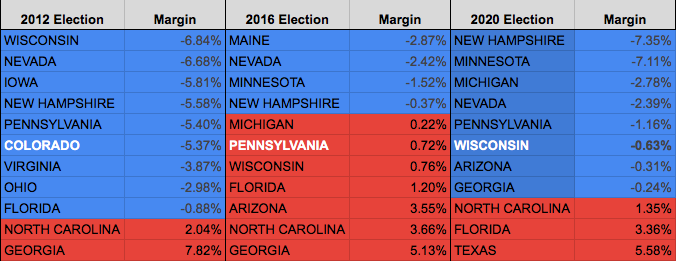 2012 Election Margin 2016 Election Margin 2020 Election Margin
WISCONSIN -6.84% MAINE -2.87% NEW HAMPSHIRE -7.35%
NEVADA -6.68% NEVADA -2.42% MINNESOTA -7.11%
IOWA -5.81% MINNESOTA -1.52% MICHIGAN -2.78%
NEW HAMPSHIRE -5.58% NEW HAMPSHIRE -0.37% NEVADA -2.39%
PENNSYLVANIA -5.40% MICHIGAN 0.22% PENNSYLVANIA -1.16%
COLORADO -5.37% PENNSYLVANIA 0.72% WISCONSIN -0.63%
VIRGINIA -3.87% WISCONSIN 0.76% ARIZONA -0.31%
OHIO -2.98% FLORIDA 1.20% GEORGIA -0.24%
FLORIDA -0.88% ARIZONA 3.55% NORTH CAROLINA 1.35%
NORTH CAROLINA 2.04% NORTH CAROLINA 3.66% FLORIDA 3.36%
GEORGIA 7.82% GEORGIA 5.13% TEXAS 5.58%